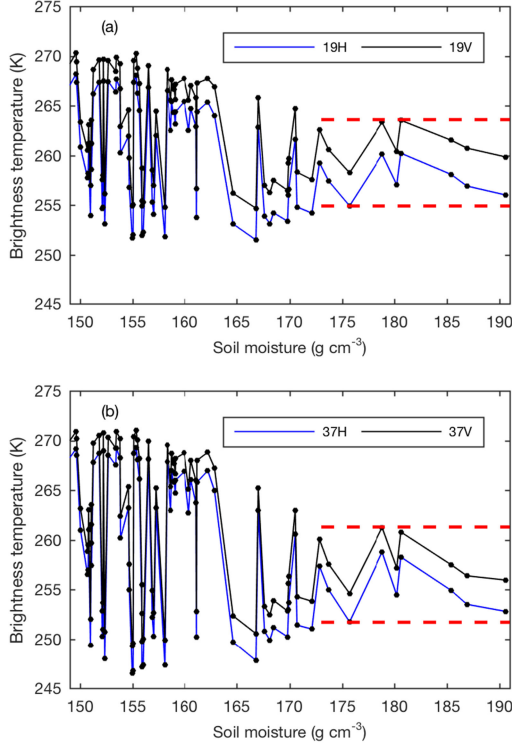 275
(a)
19H 19V
270
265
260
255
250
245
Brightness temperature (K)
150 155 160 165 170 175 180 185 190
Soil moisture (g cm-3)
275
(b)
37H 37V
270
265
260
255
250
245
Brightness temperature (K)
150 155 160 165 170 175 180 185 190
Soil moisture (g cm-3)